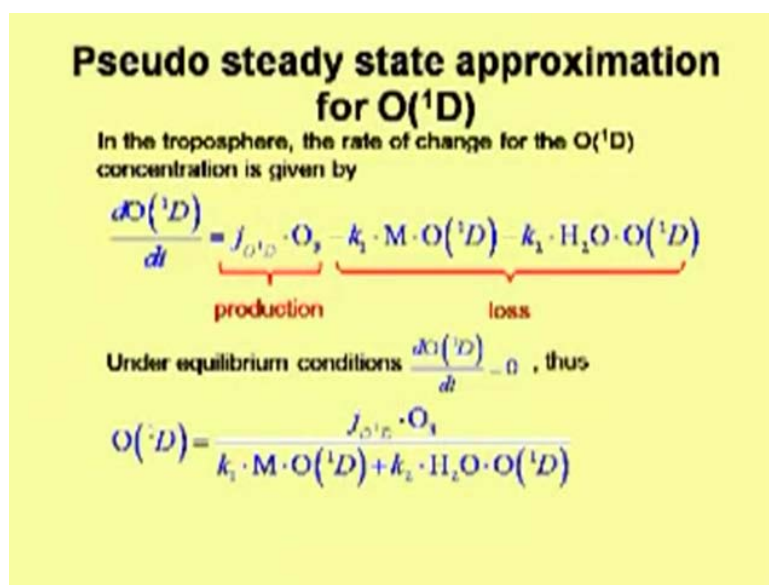 Pseudo steady state approximation
for O(¹D)
In the troposphere, the rate of change for the O(¹D)
concentration is given by
dO(¹D)/dt = j_O¹D · O₃ − k₁ · M · O(¹D) − k₂ · H₂O · O(¹D)
production loss
Under equilibrium conditions dO(¹D)/dt = 0 , thus
O(¹D) = j_O¹D · O₃ / k₁ · M · O(¹D) + k₂ · H₂O · O(¹D)